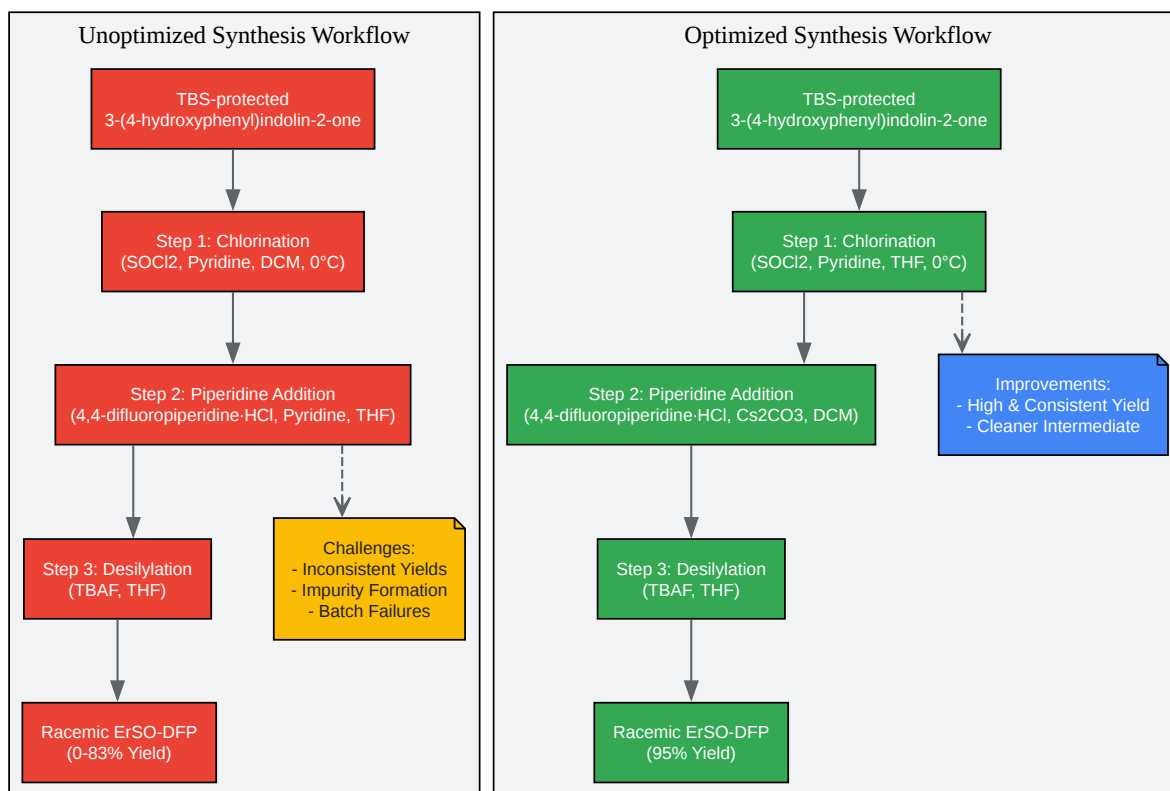 Unoptimized Synthesis Workflow
TBS-protected
3-(4-hydroxyphenyl)indolin-2-one
Step 1: Chlorination
(SOCl2, Pyridine, DCM, 0°C)
Step 2: Piperidine Addition
(4,4-difluoropiperidine·HCl, Pyridine, THF)
Challenges:
- Inconsistent Yields
- Impurity Formation
- Batch Failures
Step 3: Desilylation
(TBAF, THF)
Racemic ErSO-DFP
(0-83% Yield)
Optimized Synthesis Workflow
TBS-protected
3-(4-hydroxyphenyl)indolin-2-one
Step 1: Chlorination
(SOCl2, Pyridine, THF, 0°C)
Improvements:
- High & Consistent Yield
- Cleaner Intermediate
Step 2: Piperidine Addition
(4,4-difluoropiperidine·HCl, Cs2CO3, DCM)
Step 3: Desilylation
(TBAF, THF)
Racemic ErSO-DFP
(95% Yield)